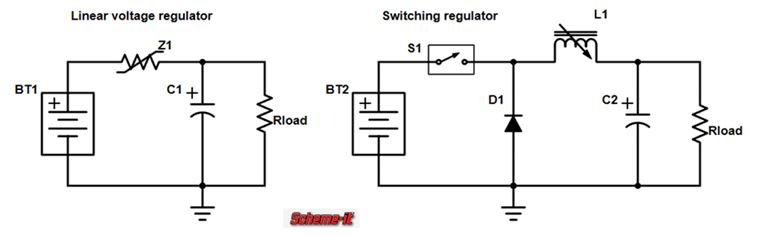 Linear voltage regulator
Z1
BT1
+
C1 +
Rload
Switching regulator
L1
S1
BT2
+
D1
C2 +
Rload
Scheme-it